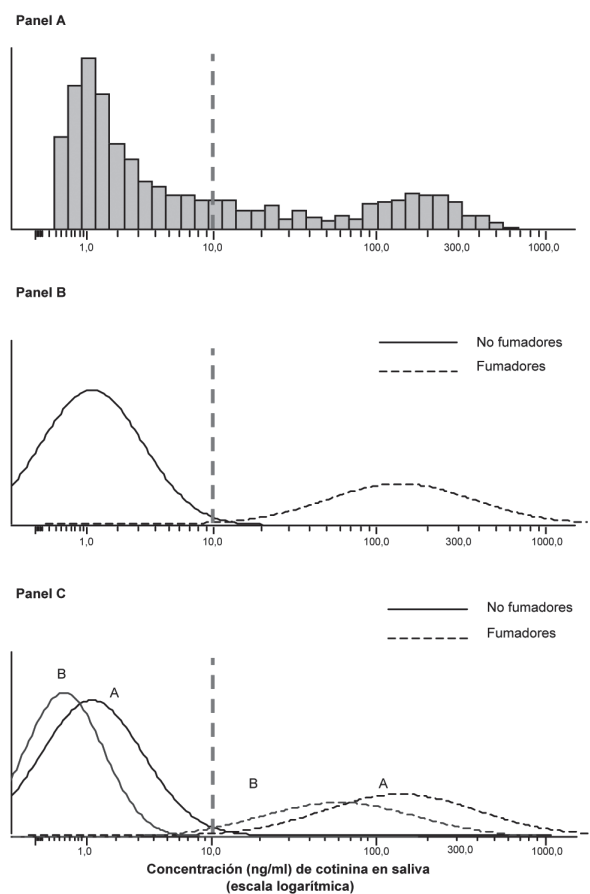 Panel A
1,0 10,0 100,0 300,0 1000,0
Panel B
No fumadores
Fumadores
1,0 10,0 100,0 300,0 1000,0
Panel C
No fumadores
Fumadores
B
A
B A
1,0 10,0 100,0 300,0 1000,0
Concentración (ng/ml) de cotinina en saliva
(escala logarítmica)